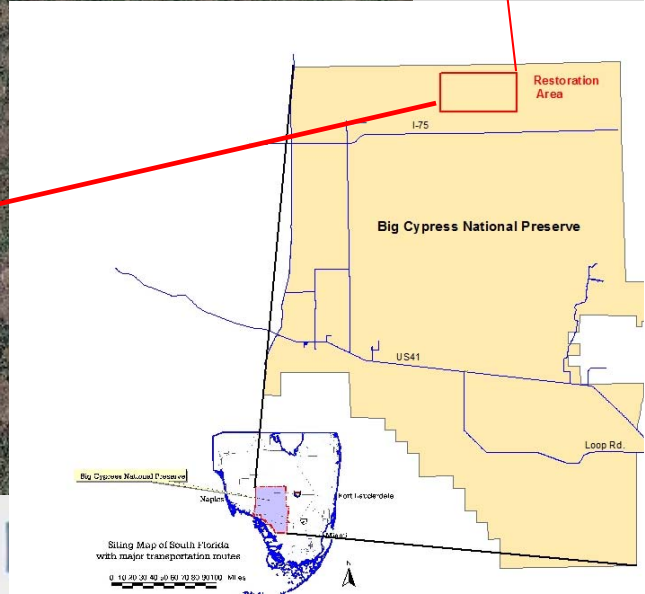 Restoration
Area
I-75
Big Cypress National Preserve
US41
Loop Rd.
Big Cypress National Preserve
Naples
Fort Lauderdale
Miami
Siting Map of South Florida
with major transportation routes
0 10 20 30 40 50 60 70 80 90 100 Miles
N